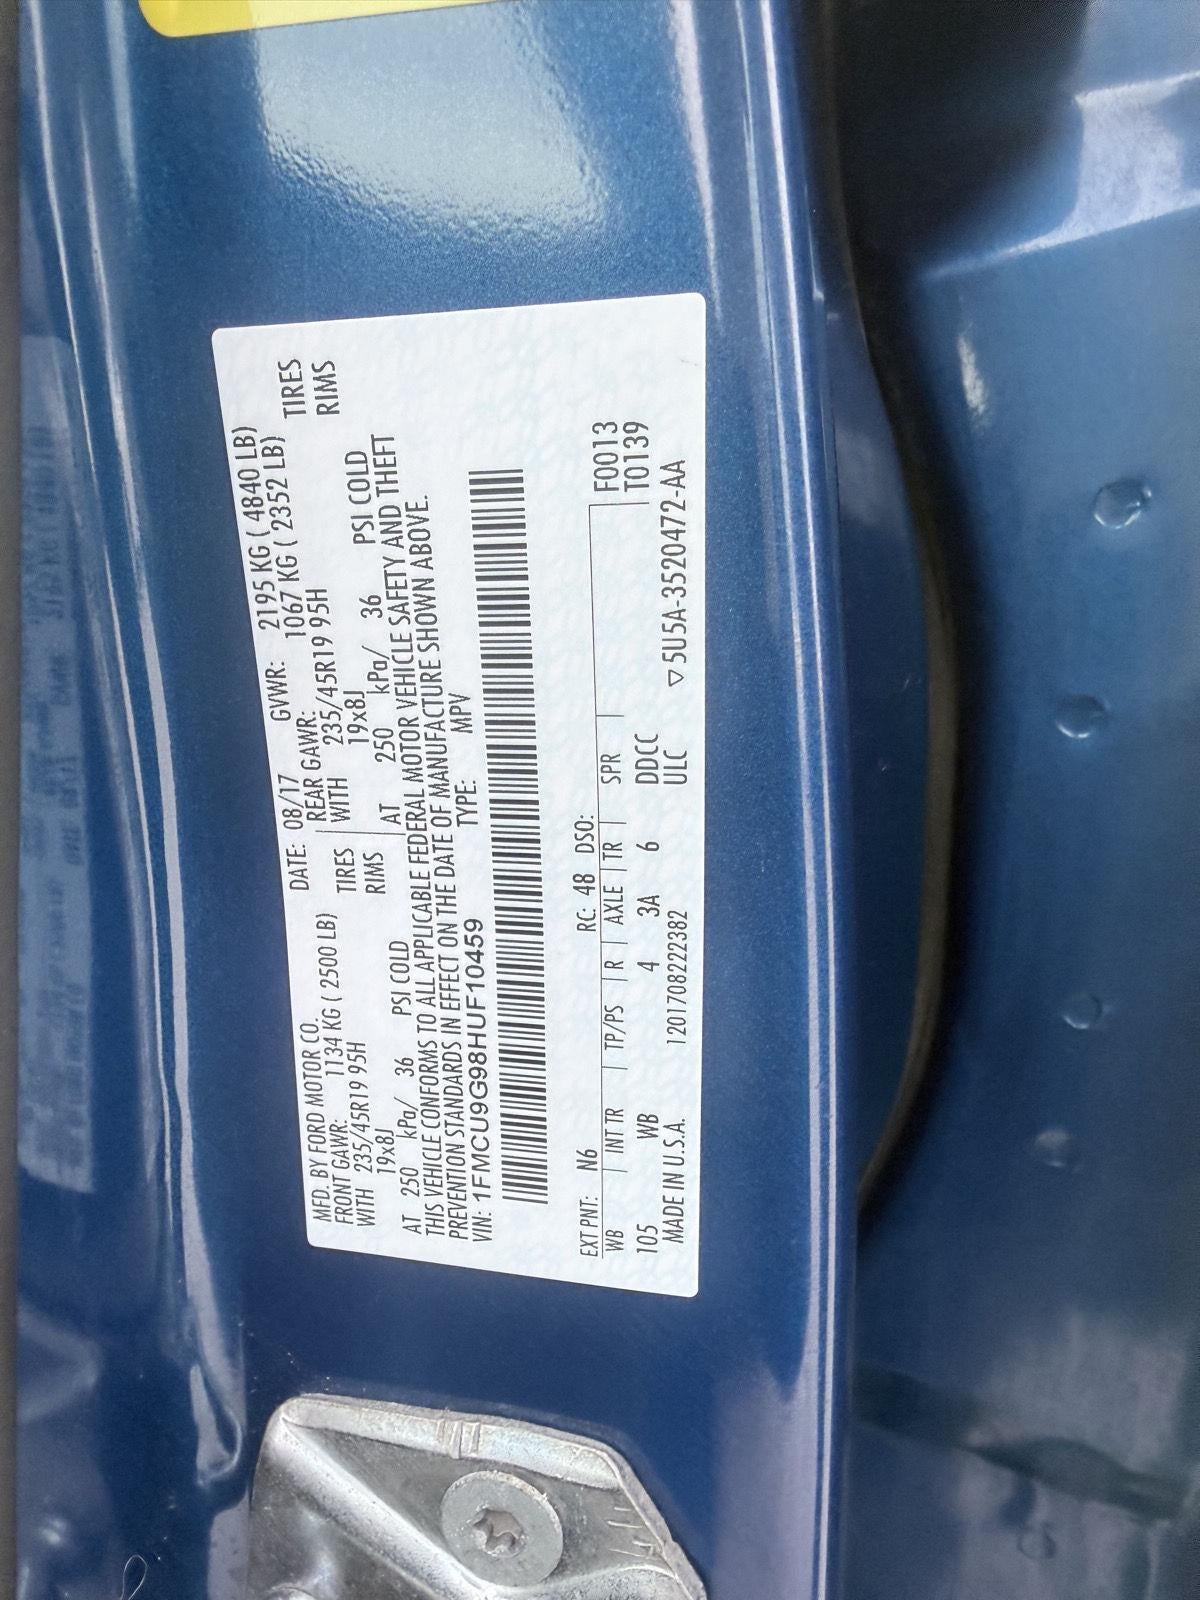 MFD. BY FORD MOTOR CO. DATE: 08/17 GVWR: 2195 KG ( 4840 LB)
FRONT GAWR: 1134 KG ( 2500 LB) REAR GAWR: 1067 KG ( 2352 LB)
WITH 235/45R19 95H TIRES WITH 235/45R19 95H TIRES
19x8J RIMS 19x8J RIMS
AT 250 kPa/ 36 PSI COLD AT 250 kPa/ 36 PSI COLD
THIS VEHICLE CONFORMS TO ALL APPLICABLE FEDERAL MOTOR VEHICLE SAFETY AND THEFT
PREVENTION STANDARDS IN EFFECT ON THE DATE OF MANUFACTURE SHOWN ABOVE.
VIN: 1FMCU9G98HUF10459 TYPE: MPV
EXT PNT: N6 RC: 48 DSO: F0013
WB INT TR TP/PS R AXLE TR SPR T0139
105 WB 4 3A 6 DDCC
MADE IN U.S.A. 1201708222382 ULC ▽5U5A-3520472-AA